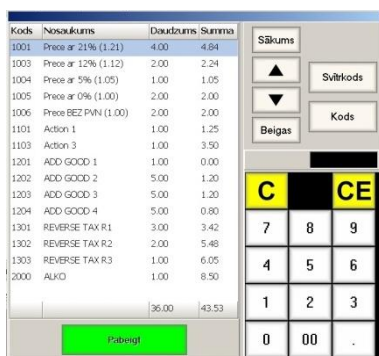 Kods Nosaukums Daudzums Summa
1001 Prece ar 21% (1.21) 4.00 4.84
1003 Prece ar 12% (1.12) 2.00 2.24
1004 Prece ar 5% (1.05) 1.00 1.05
1005 Prece ar 0% (1.00) 2.00 2.00
1006 Prece BEZ PVN (1.00) 2.00 2.00
1101 Action 1 1.00 1.25
1103 Action 3 1.00 3.50
1201 ADD GOOD 1 1.00 0.00
1202 ADD GOOD 2 5.00 1.20
1203 ADD GOOD 3 5.00 1.20
1204 ADD GOOD 4 5.00 0.80
1301 REVERSE TAX R1 3.00 3.42
1302 REVERSE TAX R2 2.00 5.48
1303 REVERSE TAX R3 1.00 6.05
2000 ALKO 1.00 8.50
36.00 43.53
Pabeigt
Sākums
Beigas
Svītrkods
Kods
C CE
7 8 9
4 5 6
1 2 3
0 00 .